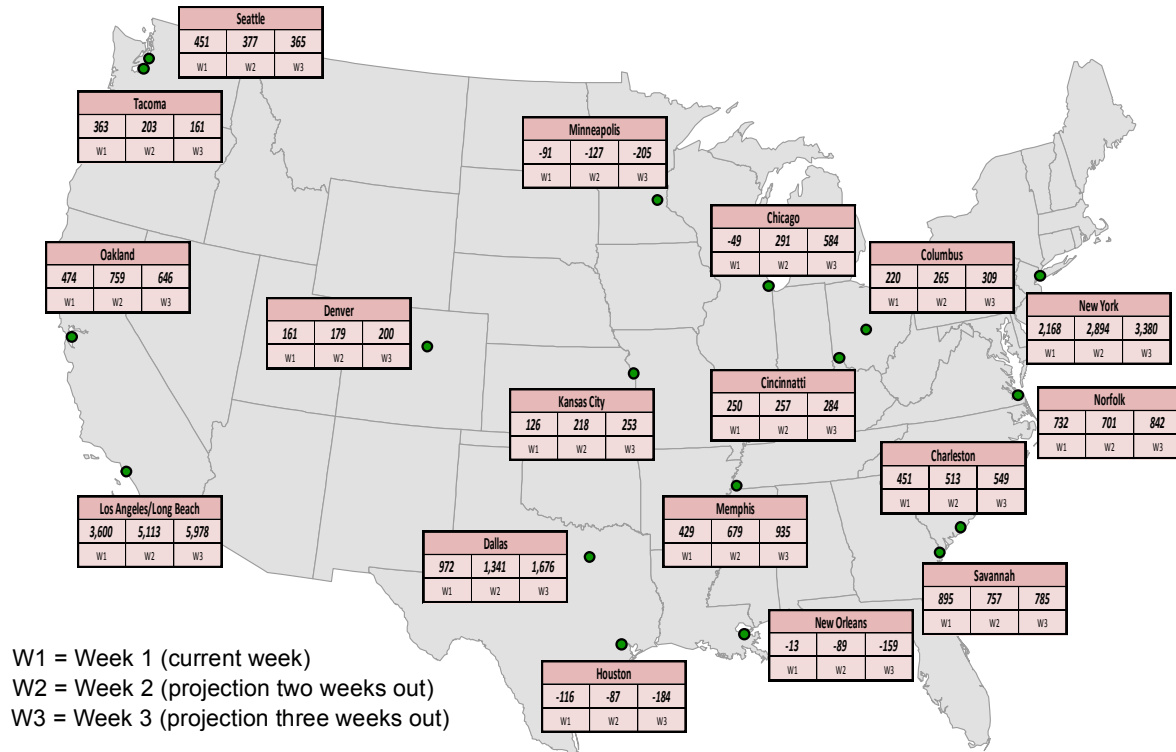 Seattle
451 377 365
W1 W2 W3
Tacoma
363 203 161
W1 W2 W3
Minneapolis
-91 -127 -205
W1 W2 W3
Chicago
-49 291 584
W1 W2 W3
Oakland
474 759 646
W1 W2 W3
Columbus
220 265 309
W1 W2 W3
Denver
161 179 200
W1 W2 W3
New York
2,168 2,894 3,380
W1 W2 W3
Cincinnatti
250 257 284
W1 W2 W3
Kansas City
126 218 253
W1 W2 W3
Norfolk
732 701 842
W1 W2 W3
Charleston
451 513 549
W1 W2 W3
Los Angeles/Long Beach
3,600 5,113 5,978
W1 W2 W3
Memphis
429 679 935
W1 W2 W3
Dallas
972 1,341 1,676
W1 W2 W3
Savannah
895 757 785
W1 W2 W3
New Orleans
-13 -89 -159
W1 W2 W3
Houston
-116 -87 -184
W1 W2 W3
W1 = Week 1 (current week)
W2 = Week 2 (projection two weeks out)
W3 = Week 3 (projection three weeks out)